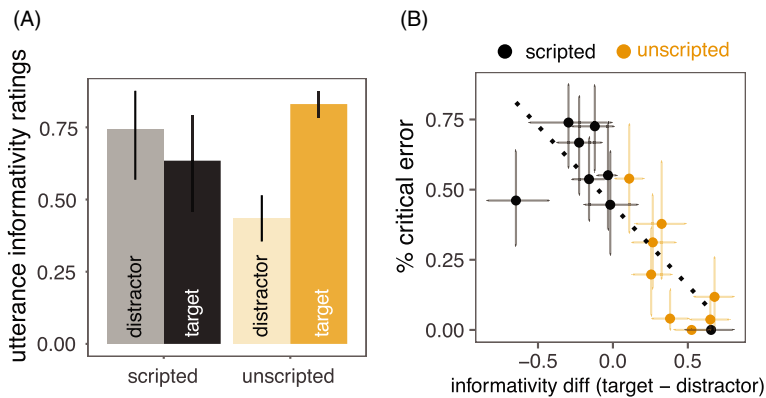 (A)
utterance informativity ratings
0.75
0.50
0.25
0.00
distractor
target
distractor
target
scripted
unscripted
(B)
scripted
unscripted
% critical error
0.75
0.50
0.25
0.00
−0.5
0.0
0.5
informativity diff (target − distractor)